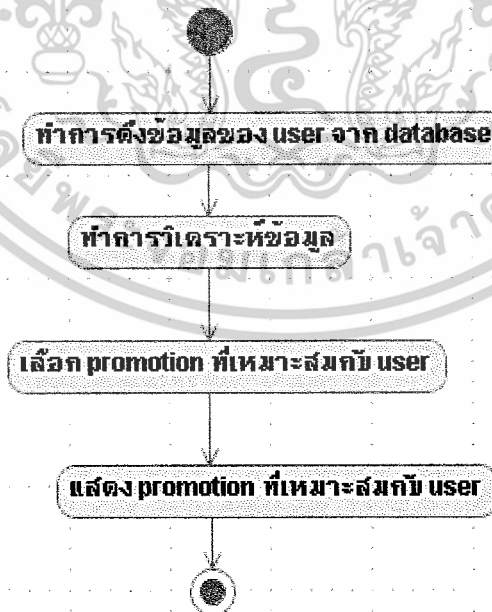 ทำการดึงข้อมูลของ user จาก database
ทำการวิเคราะห์ข้อมูล
เลือก promotion ที่เหมาะสมกับ user
แสดง promotion ที่เหมาะสมกับ user